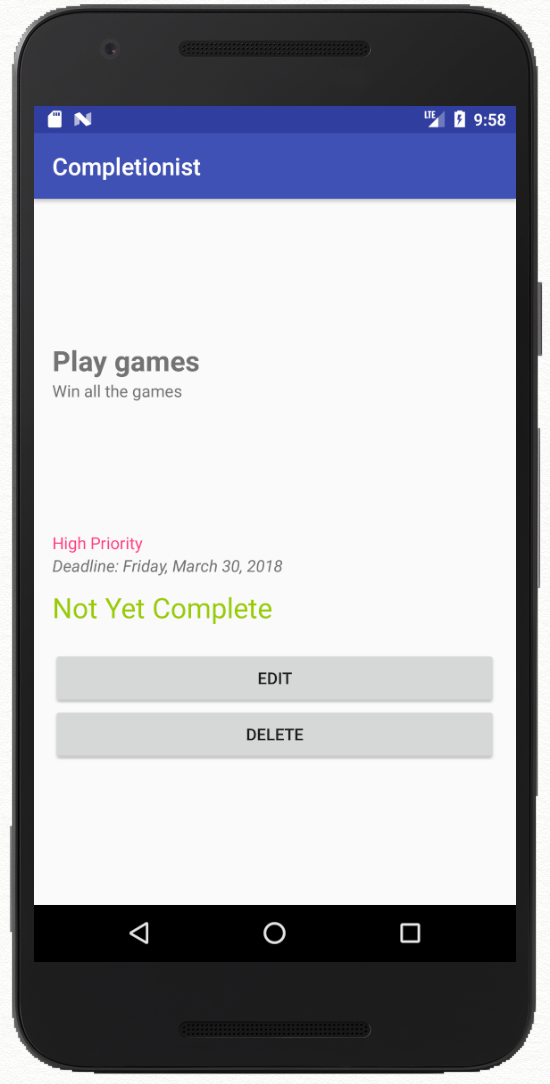 LTE 9:58
Completionist
Play games
Win all the games
High Priority
Deadline: Friday, March 30, 2018
Not Yet Complete
EDIT
DELETE